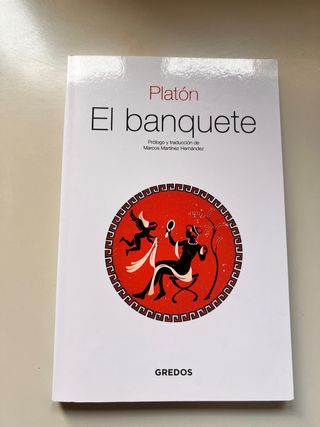 Platón
El banquete
Prólogo y traducción de
Marcos Martínez Hernández
GREDOS